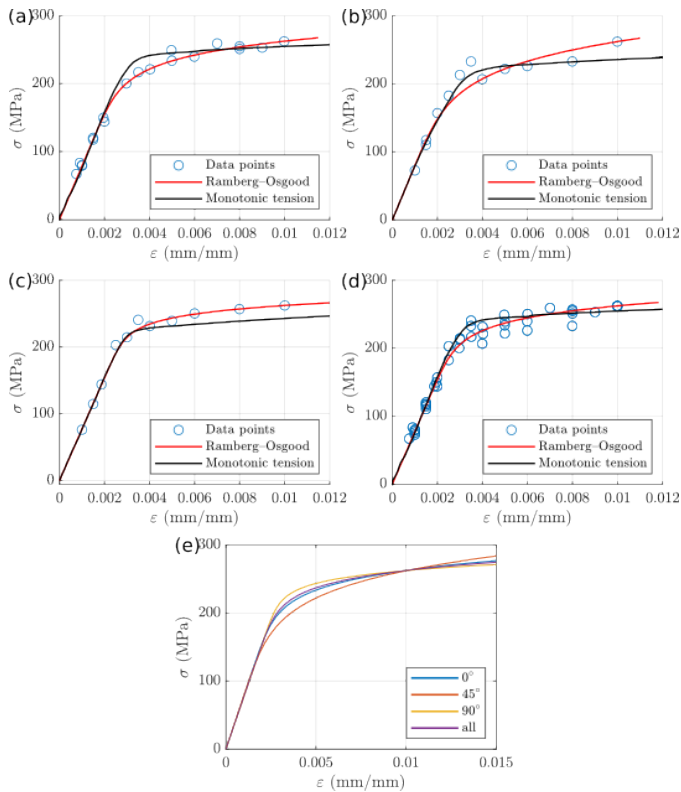 (a)
300
200
100
0
σ (MPa)
0 0.002 0.004 0.006 0.008 0.01 0.012
ε (mm/mm)
Data points
Ramberg–Osgood
Monotonic tension
(b)
300
200
100
0
σ (MPa)
0 0.002 0.004 0.006 0.008 0.01 0.012
ε (mm/mm)
Data points
Ramberg–Osgood
Monotonic tension
(c)
300
200
100
0
σ (MPa)
0 0.002 0.004 0.006 0.008 0.01 0.012
ε (mm/mm)
Data points
Ramberg–Osgood
Monotonic tension
(d)
300
200
100
0
σ (MPa)
0 0.002 0.004 0.006 0.008 0.01 0.012
ε (mm/mm)
Data points
Ramberg–Osgood
Monotonic tension
(e)
300
200
100
0
σ (MPa)
0 0.005 0.01 0.015
ε (mm/mm)
0°
45°
90°
all